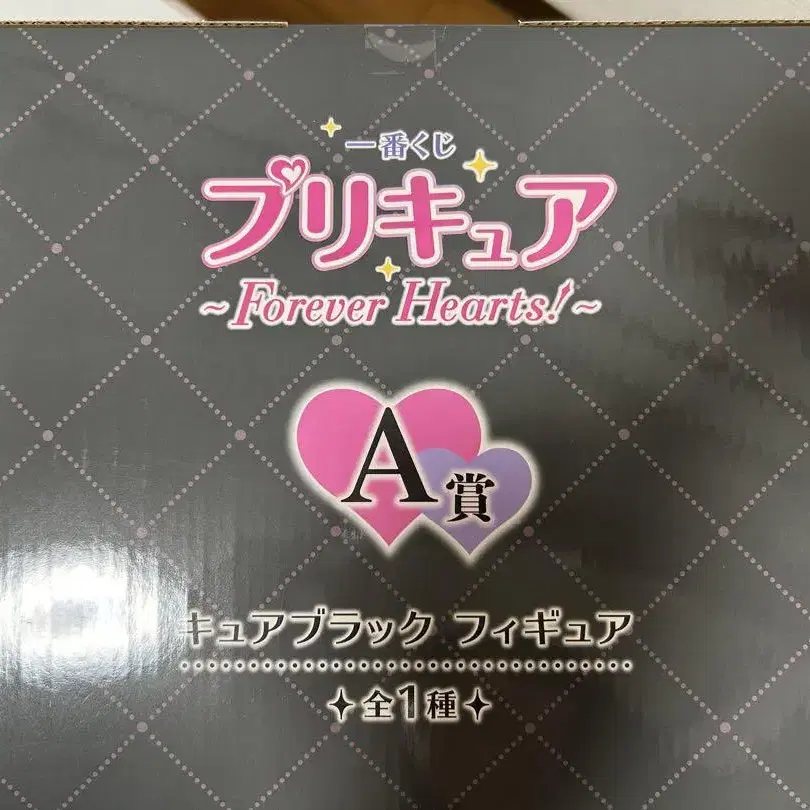 一番くじ
プリキュア
~Forever Hearts!~
A賞
キュアブラック フィギュア
全1種